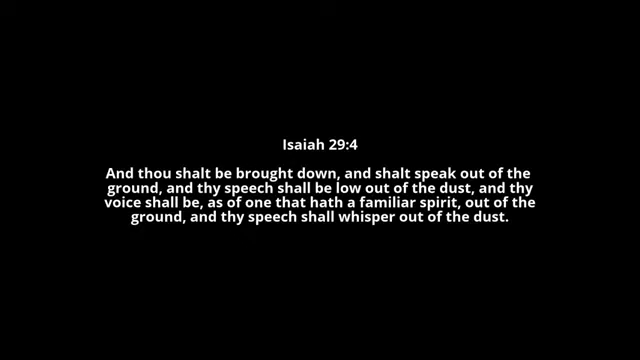 Isaiah 29:4
And thou shalt be brought down, and shalt speak out of the
ground, and thy speech shall be low out of the dust, and thy
voice shall be, as of one that hath a familiar spirit, out of the
ground, and thy speech shall whisper out of the dust.